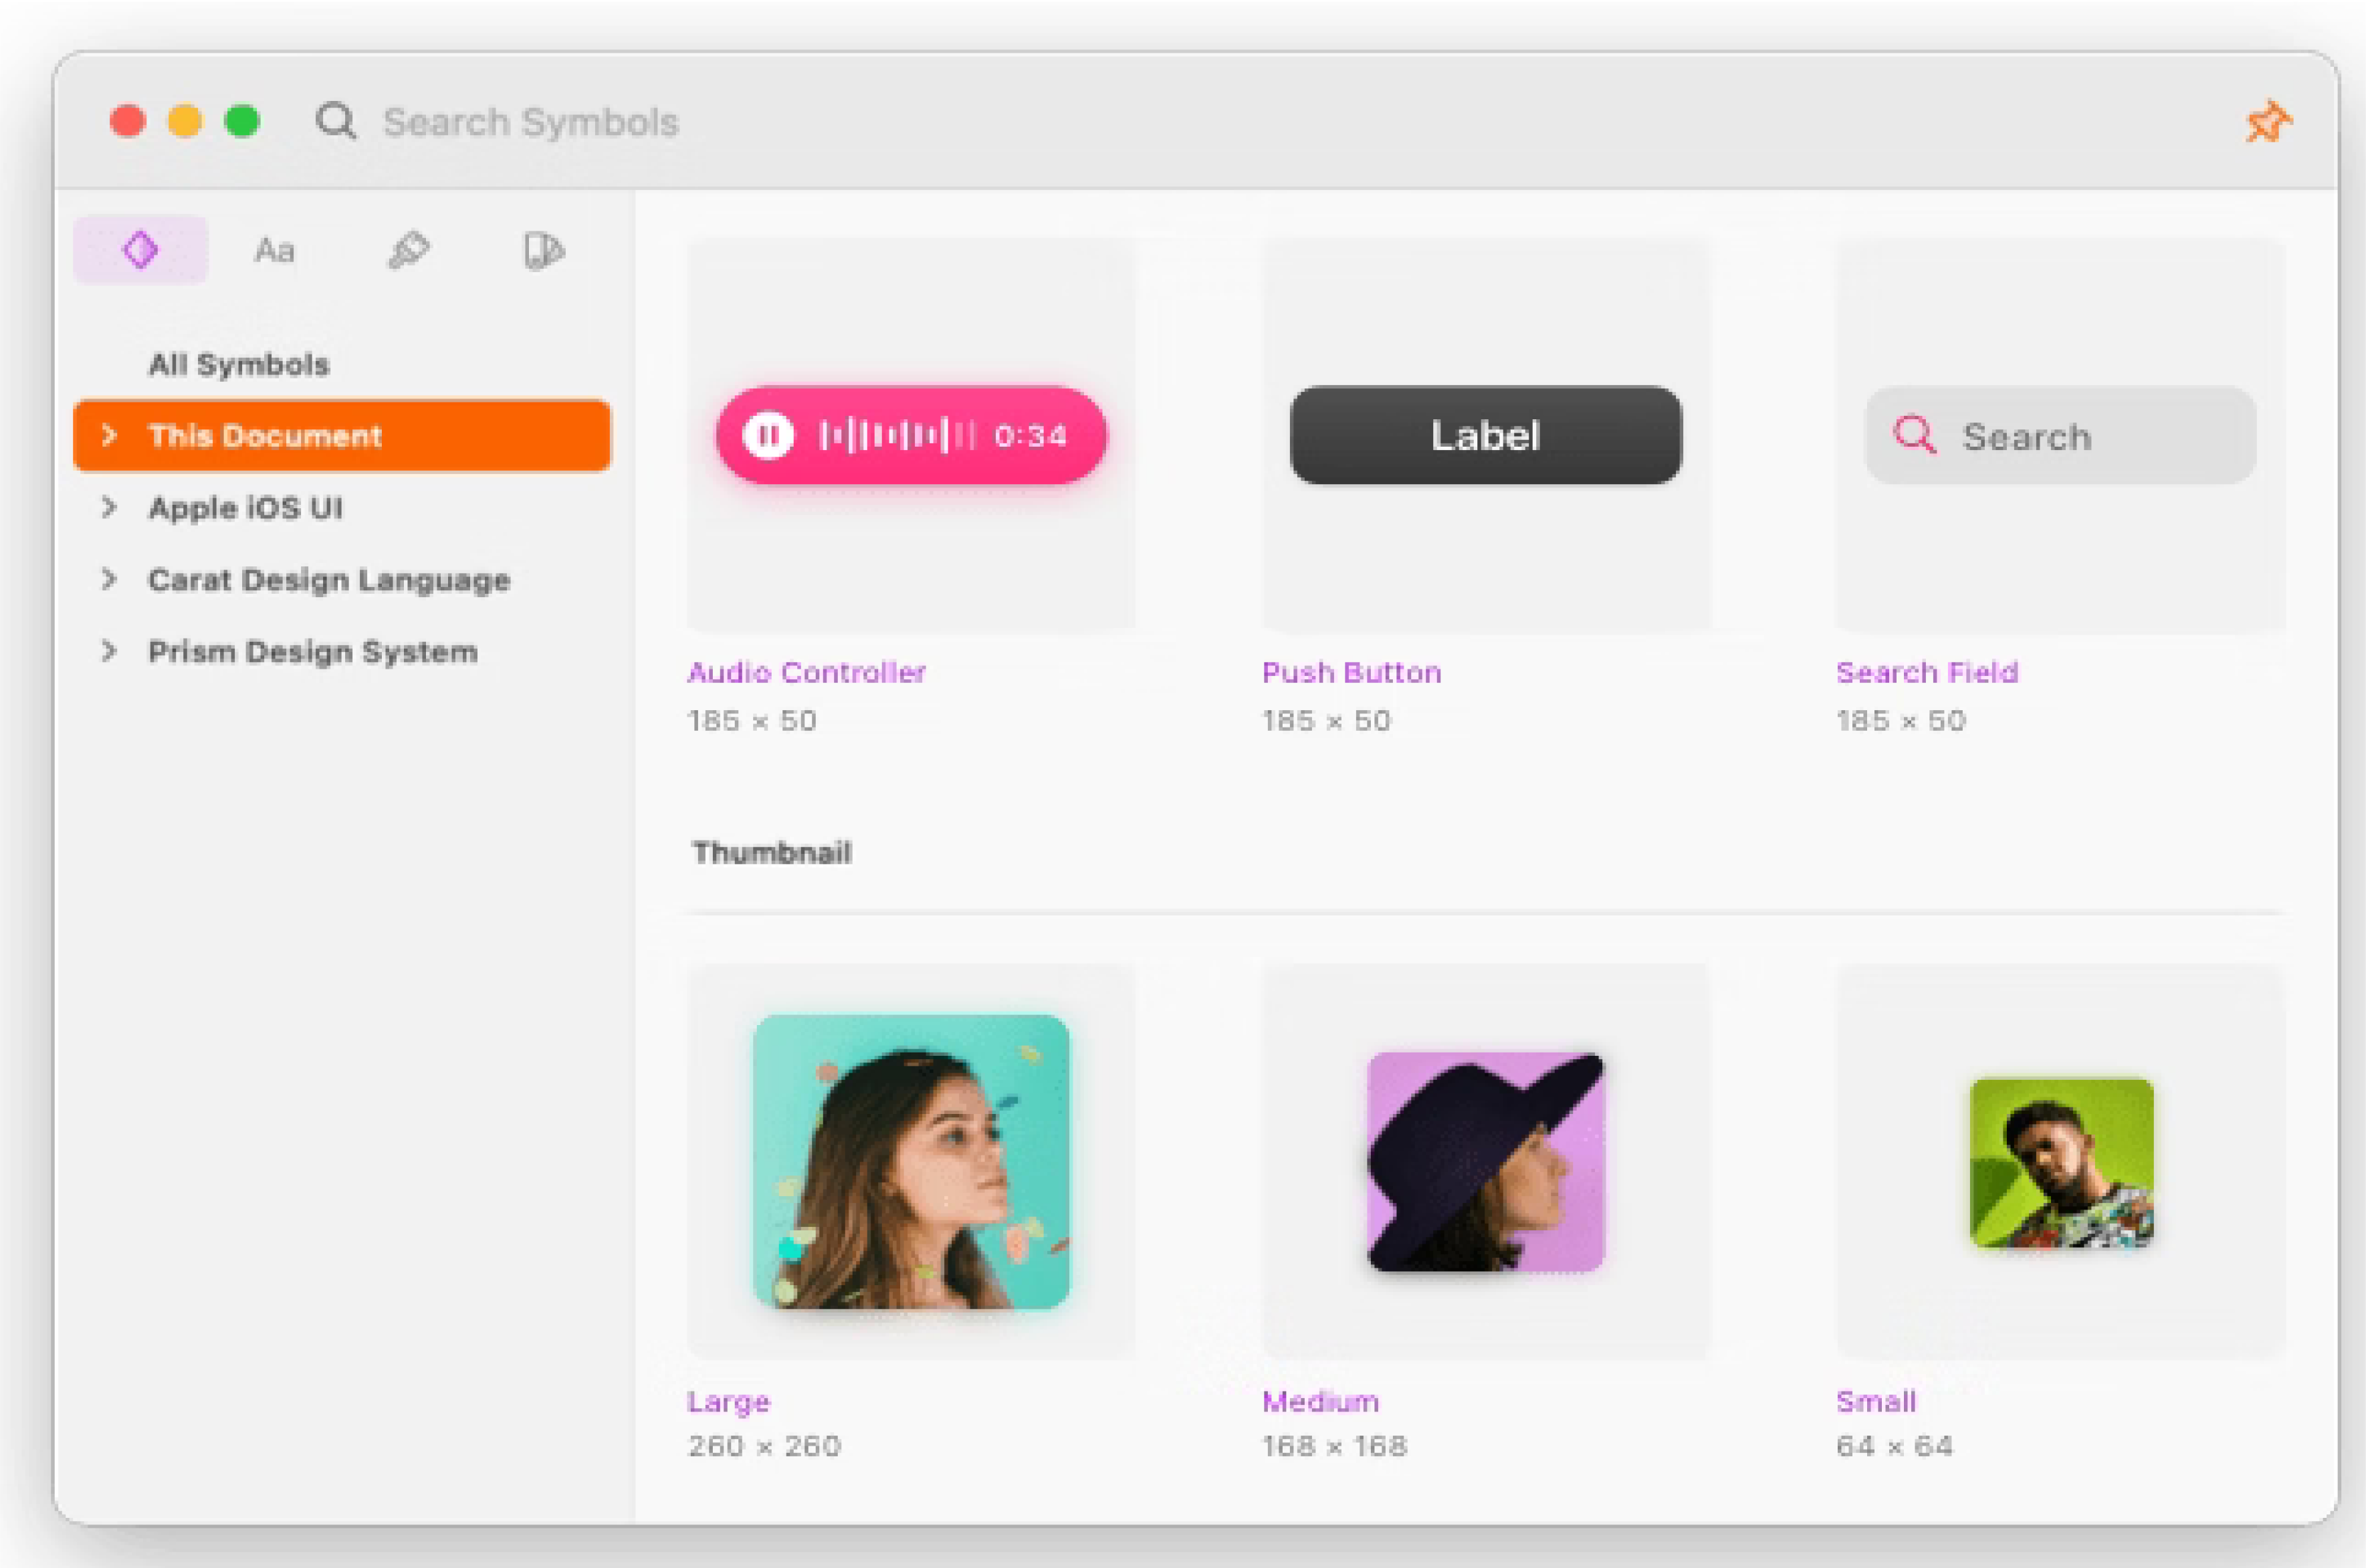 Search Symbols
Aa
All Symbols
This Document
Apple iOS UI
Carat Design Language
Prism Design System
0:34
Label
Search
Audio Controller
Push Button
Search Field
185 × 50
185 × 50
185 × 50
Thumbnail
Large
Medium
Small
260 × 260
168 × 168
64 × 64